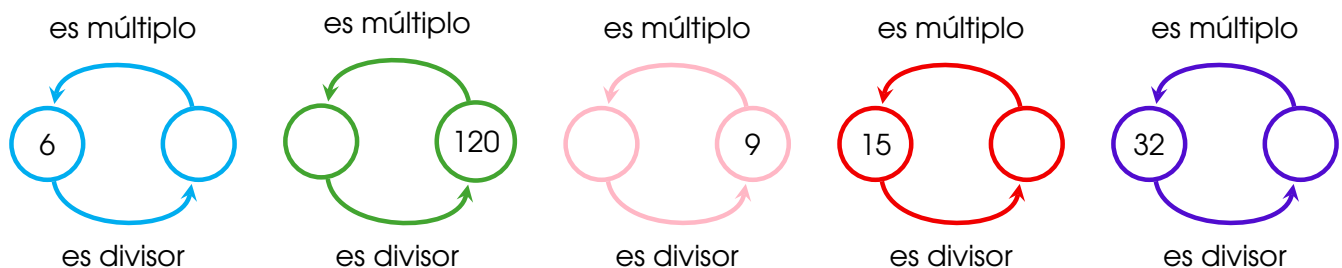 es múltiplo es múltiplo es múltiplo es múltiplo es múltiplo
6 120 9 15 32
es divisor es divisor es divisor es divisor es divisor